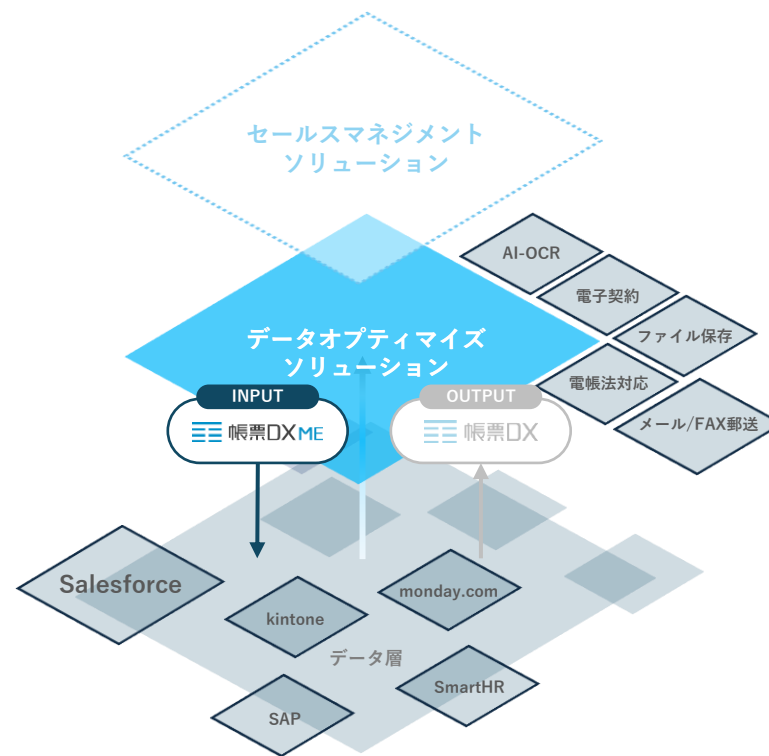 セールスマネジメント
ソリューション
AI-OCR
電子契約
ファイル保存
データオプティマイズ
ソリューション
電帳法対応
メール/FAX郵送
INPUT
帳票DX ME
OUTPUT
帳票DX
Salesforce
kintone
monday.com
データ層
SmartHR
SAP